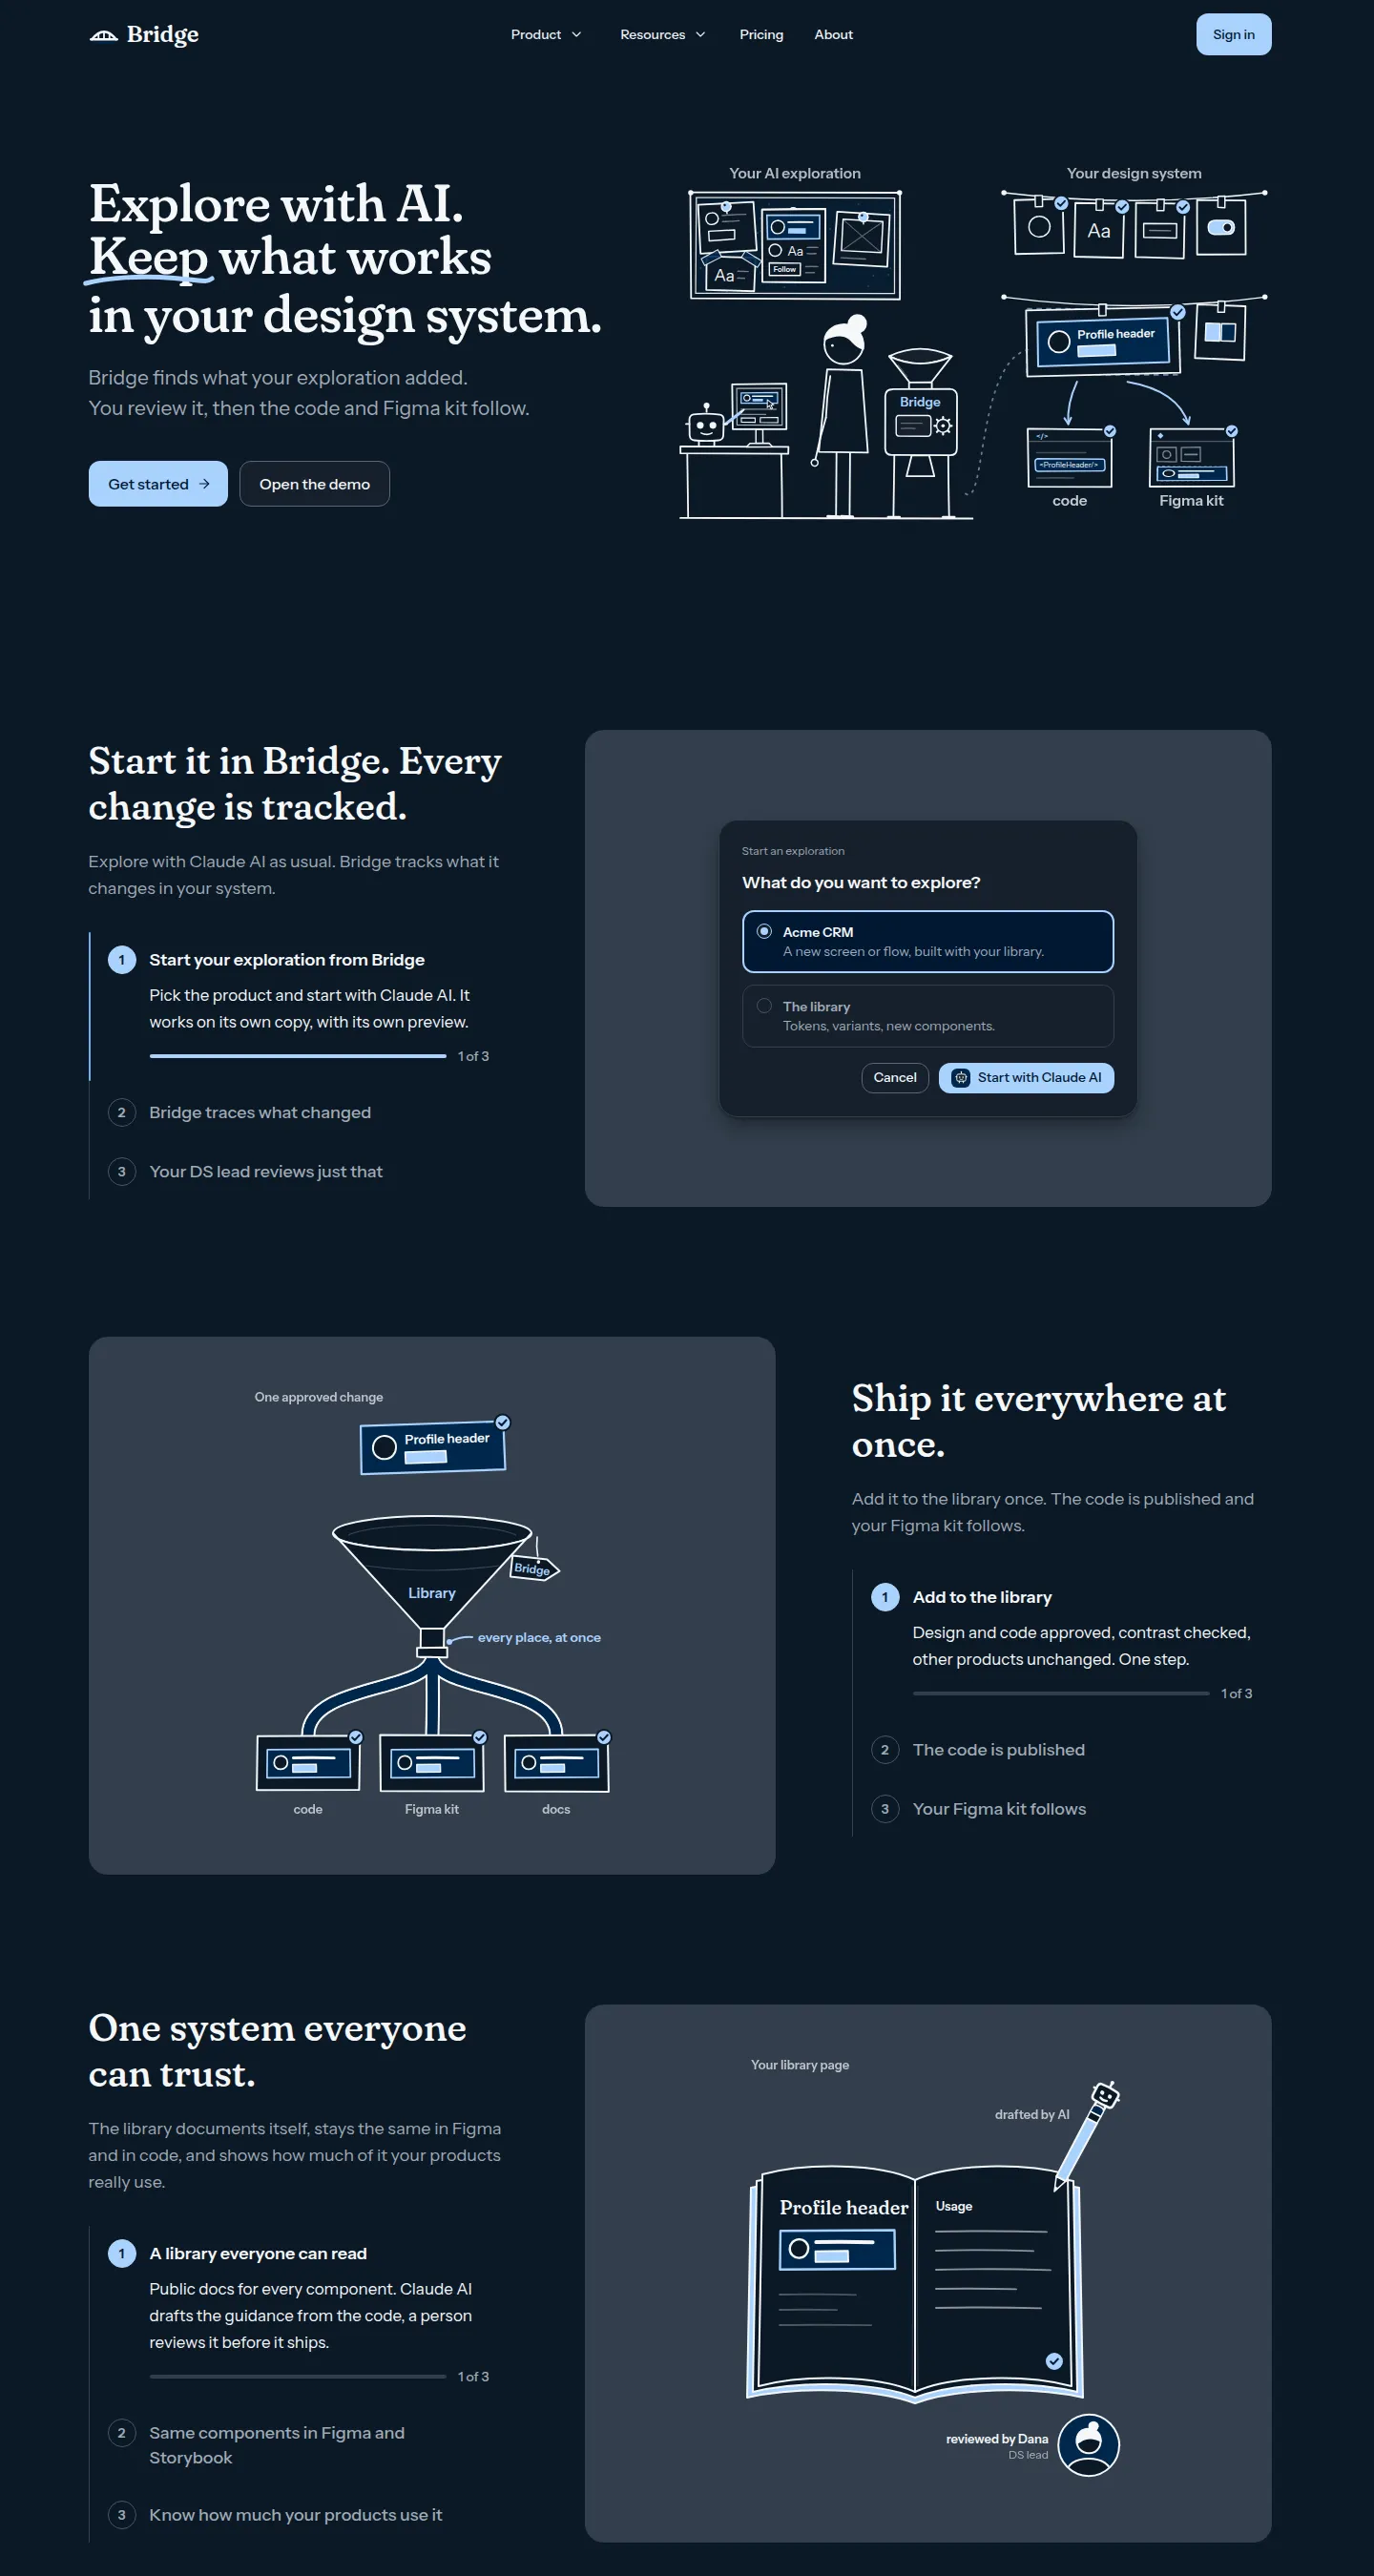 Bridge
Product
Resources
Pricing
About
Sign in
Explore with AI.
Keep what works
in your design system.
Bridge finds what your exploration added.
You review it, then the code and Figma kit follow.
Get started
Open the demo
Your AI exploration
Aa
Follow
Aa
Bridge
Your design system
Aa
Profile header
</>
<ProfileHeader/>
code
Figma kit
Start it in Bridge. Every
change is tracked.
Explore with Claude AI as usual. Bridge tracks what it
changes in your system.
1
Start your exploration from Bridge
Pick the product and start with Claude AI. It
works on its own copy, with its own preview.
1 of 3
2
Bridge traces what changed
3
Your DS lead reviews just that
Start an exploration
What do you want to explore?
Acme CRM
A new screen or flow, built with your library.
The library
Tokens, variants, new components.
Cancel
Start with Claude AI
One approved change
Profile header
Library
Bridge
every place, at once
code
Figma kit
docs
Ship it everywhere at
once.
Add it to the library once. The code is published and
your Figma kit follows.
1
Add to the library
Design and code approved, contrast checked,
other products unchanged. One step.
1 of 3
2
The code is published
3
Your Figma kit follows
One system everyone
can trust.
The library documents itself, stays the same in Figma
and in code, and shows how much of it your products
really use.
1
A library everyone can read
Public docs for every component. Claude AI
drafts the guidance from the code, a person
reviews it before it ships.
1 of 3
2
Same components in Figma and
Storybook
3
Know how much your products use it
Your library page
drafted by AI
Profile header
Usage
reviewed by Dana
DS lead